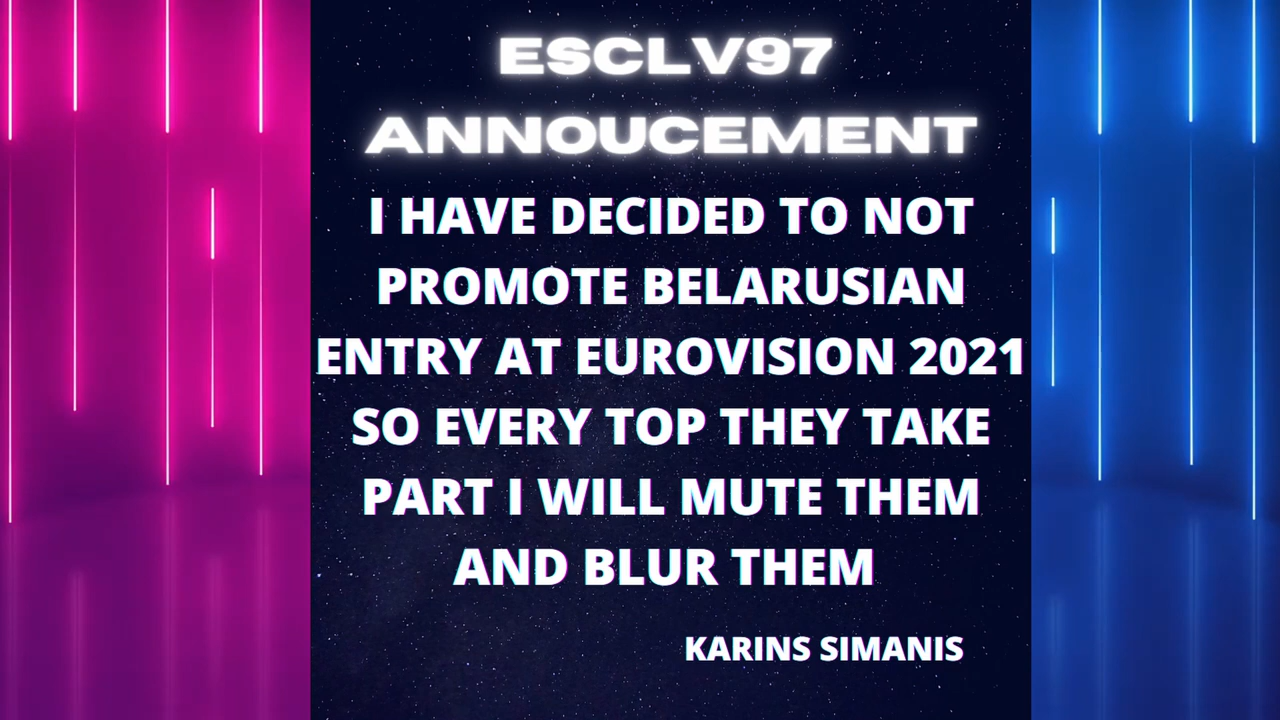 ESCLV97
ANNOUCEMENT
I HAVE DECIDED TO NOT
PROMOTE BELARUSIAN
ENTRY AT EUROVISION 2021
SO EVERY TOP THEY TAKE
PART I WILL MUTE THEM
AND BLUR THEM
KARINS SIMANIS